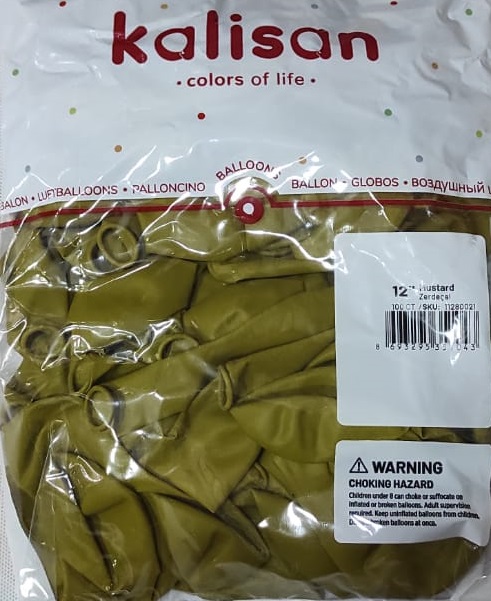 kalisan
• colors of life •
BALLOONS
BALON • LUFTBALLOONS • PALLONCINO
BALLON • GLOBOS • ВОЗДУШНЫЙ
12" Mustard
Zerdeçal
100 CT /SKU: 11280021
WARNING
CHOKING HAZARD
Children under 8 can choke or suffocate on
inflated or broken balloons. Adult supervision
required. Keep uninflated balloons from children.
broken balloons at once.